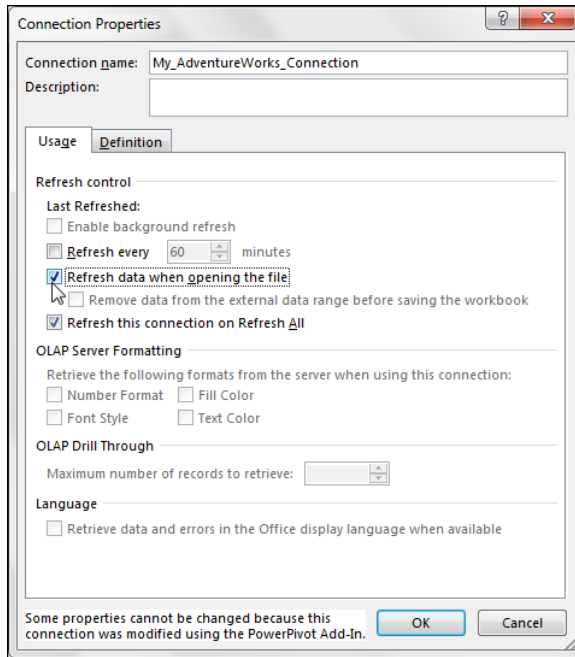 Connection Properties
?
Connection name: My_AdventureWorks_Connection
Description:
Usage Definition
Refresh control
Last Refreshed:
Enable background refresh
Refresh every 60 minutes
Refresh data when opening the file
Remove data from the external data range before saving the workbook
Refresh this connection on Refresh All
OLAP Server Formatting
Retrieve the following formats from the server when using this connection:
Number Format Fill Color
Font Style Text Color
OLAP Drill Through
Maximum number of records to retrieve:
Language
Retrieve data and errors in the Office display language when available
Some properties cannot be changed because this
connection was modified using the PowerPivot Add-In.
OK Cancel